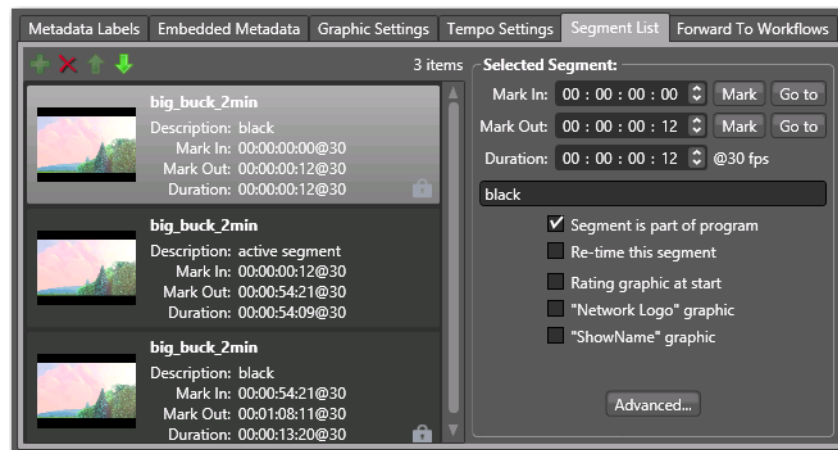 Metadata Labels Embedded Metadata Graphic Settings Tempo Settings Segment List Forward To Workflows
3 items
big_buck_2min
Description: black
Mark In: 00:00:00:00@30
Mark Out: 00:00:00:12@30
Duration: 00:00:00:12@30
big_buck_2min
Description: active segment
Mark In: 00:00:00:12@30
Mark Out: 00:00:54:21@30
Duration: 00:00:54:09@30
big_buck_2min
Description: black
Mark In: 00:00:54:21@30
Mark Out: 00:01:08:11@30
Duration: 00:00:13:20@30
Selected Segment:
Mark In: 00 : 00 : 00 : 00 Mark Go to
Mark Out: 00 : 00 : 00 : 12 Mark Go to
Duration: 00 : 00 : 00 : 12 @30 fps
black
Segment is part of program
Re-time this segment
Rating graphic at start
"Network Logo" graphic
"ShowName" graphic
Advanced...